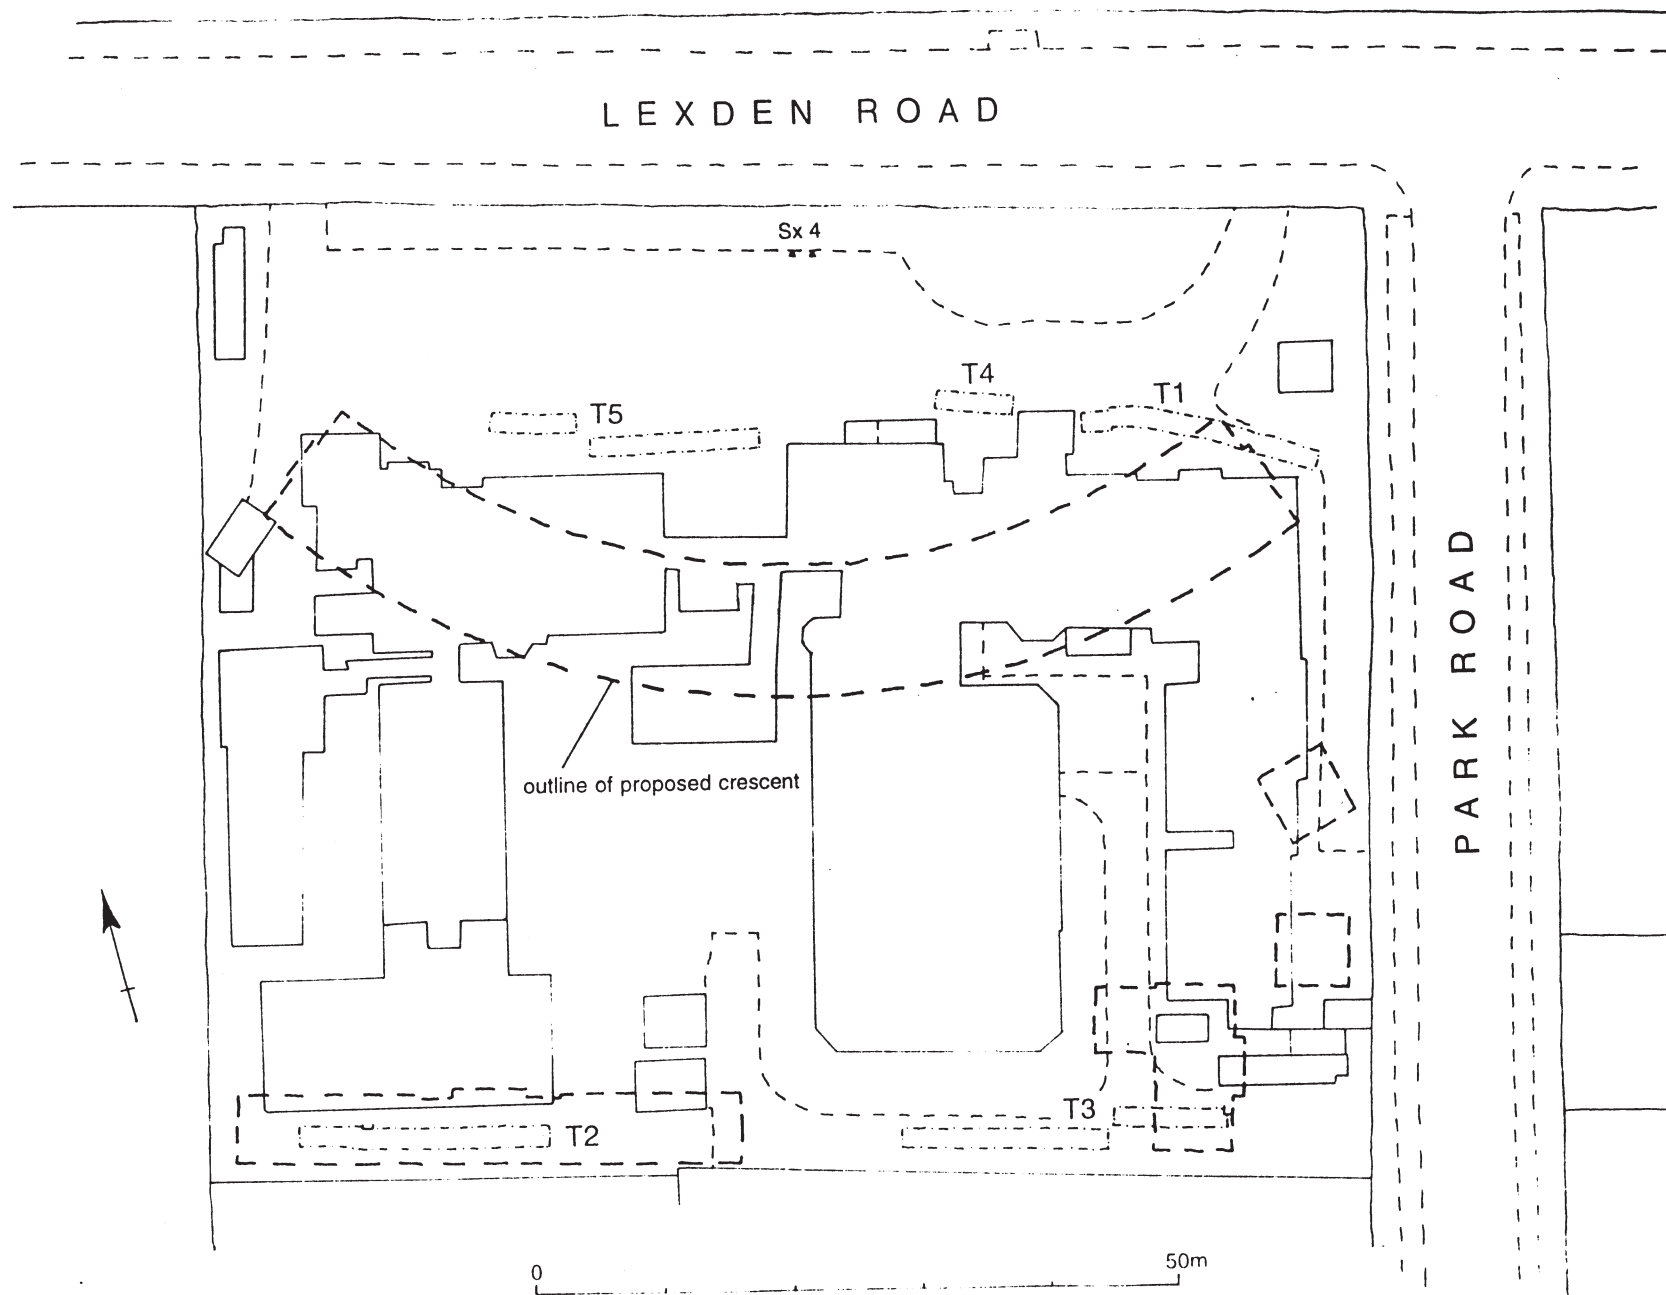 LEXDEN ROAD
Sx 4
T4
T1
T5
PARK ROAD
outline of proposed crescent
T3
T2
0
50m